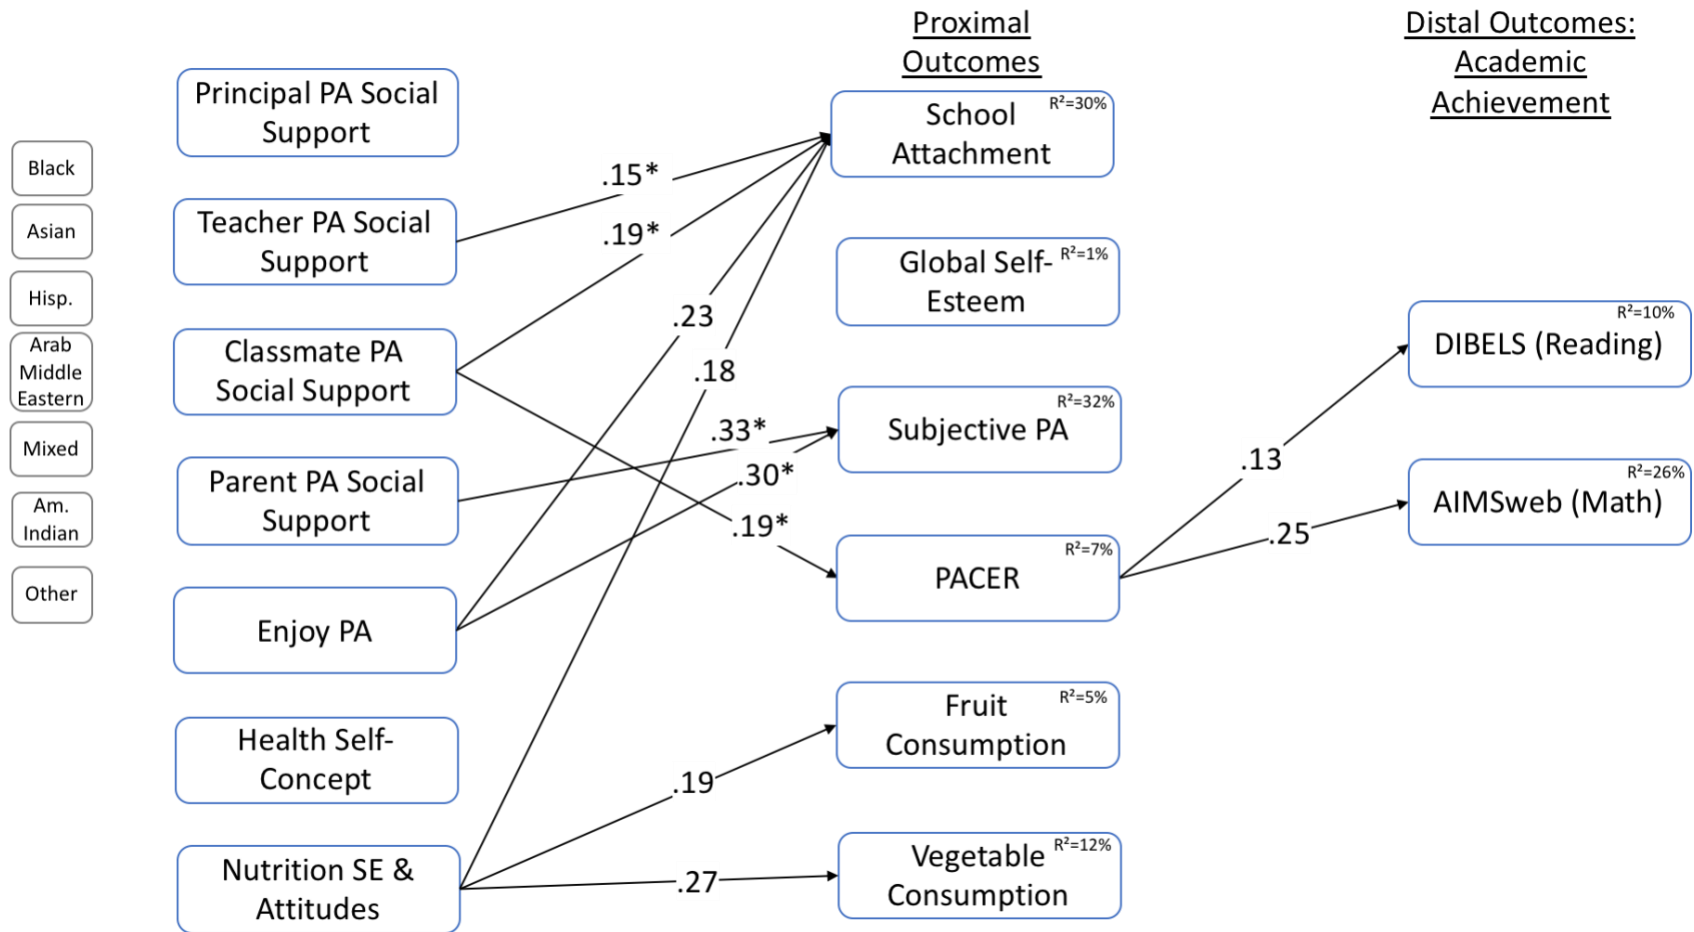 Proximal
Outcomes
Distal Outcomes:
Academic
Achievement
Black
Asian
Hisp.
Arab
Middle
Eastern
Mixed
Am.
Indian
Other
Principal PA Social
Support
Teacher PA Social
Support
Classmate PA
Social Support
Parent PA Social
Support
Enjoy PA
Health Self-
Concept
Nutrition SE &
Attitudes
.15*
.19*
.23
.18
.33*
.30*
.19*
.19
.27
School
Attachment
R²=30%
Global Self-
Esteem
R²=1%
Subjective PA
R²=32%
PACER
R²=7%
Fruit
Consumption
R²=5%
Vegetable
Consumption
R²=12%
.13
.25
DIBELS (Reading)
R²=10%
AIMSweb (Math)
R²=26%